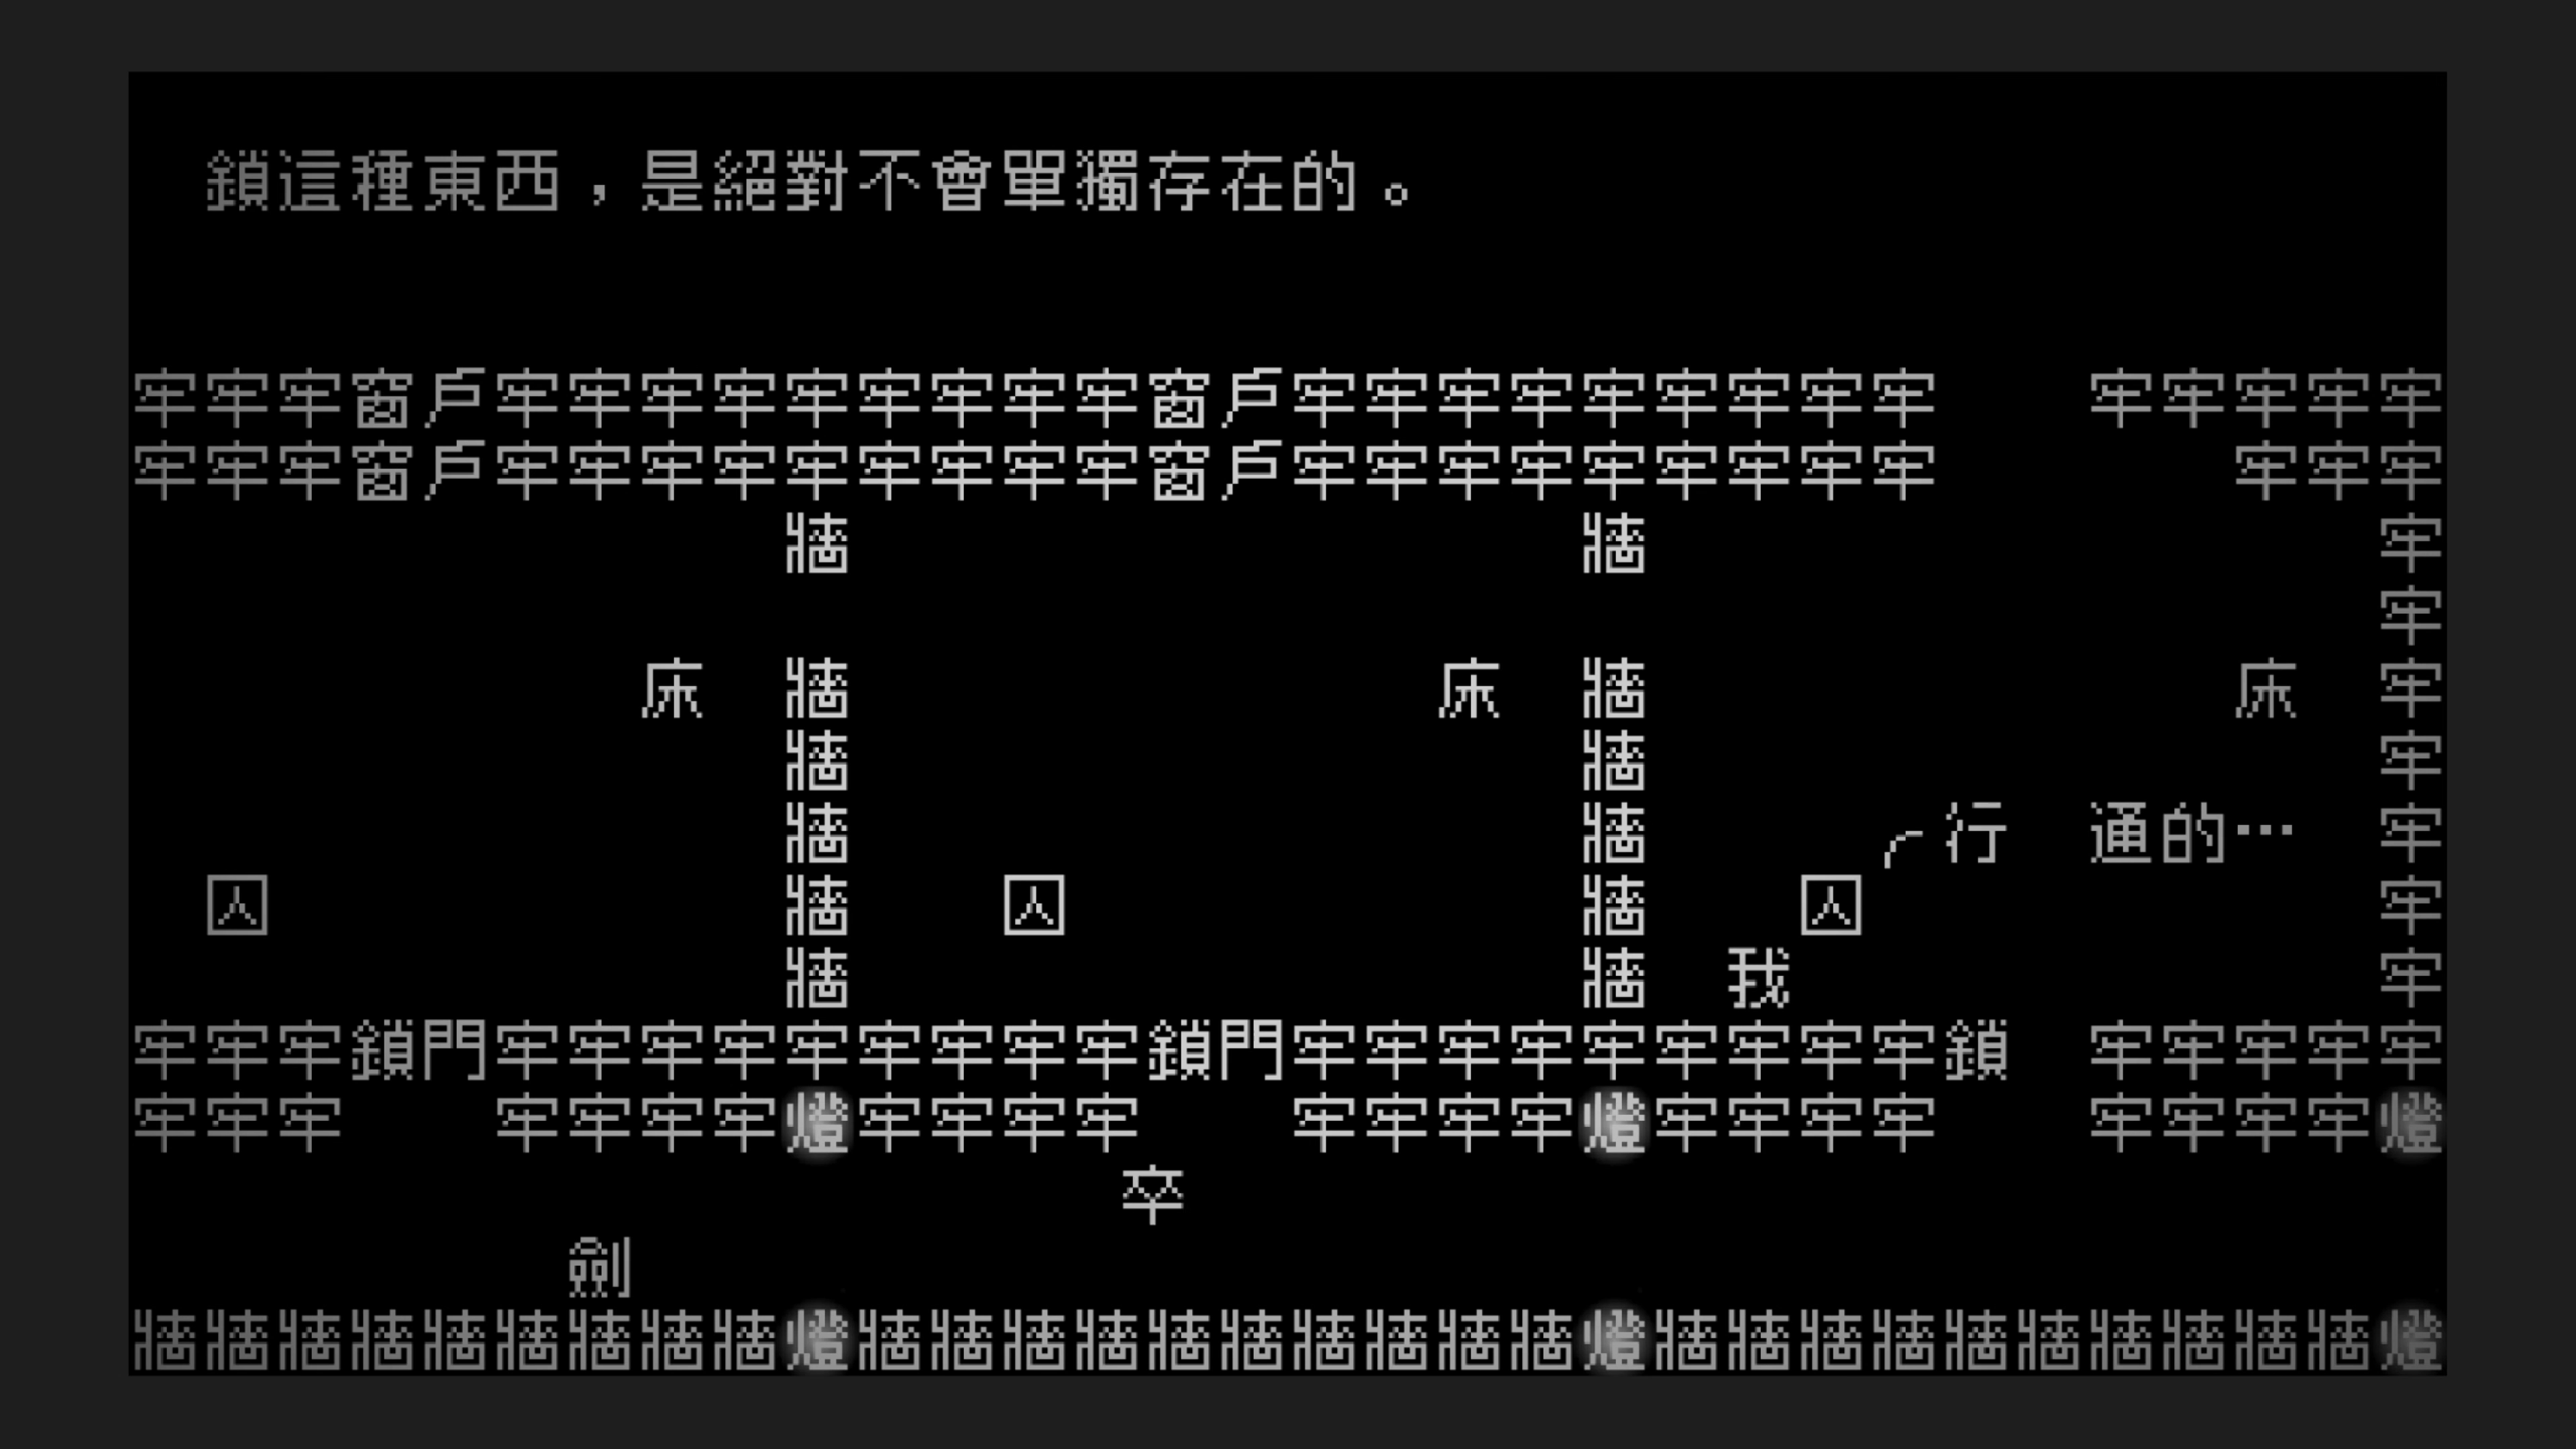 鎖這種東西，是絕對不會單獨存在的。
牢牢牢窗戶牢牢牢牢牢牢牢牢牢窗戶牢牢牢牢牢牢牢牢牢 牢牢牢牢牢
牢牢牢窗戶牢牢牢牢牢牢牢牢牢窗戶牢牢牢牢牢牢牢牢牢 牢牢牢
牆 牆 牢
牢
床 牆 床 牆 床 牢
牆 牆 牢
牆 牆 行 通的… 牢
囚 牆 囚 牆 囚 牢
牆 牆 我 牢
牢牢牢鎖門牢牢牢牢牢牢牢牢牢鎖門牢牢牢牢牢牢牢牢牢鎖 牢牢牢牢牢
牢牢牢 牢牢牢牢燈牢牢牢牢 牢牢牢牢燈牢牢牢牢 牢牢牢牢燈
卒
劍
牆牆牆牆牆牆牆牆牆燈牆牆牆牆牆牆牆牆牆牆燈牆牆牆牆牆牆牆牆牆牆燈